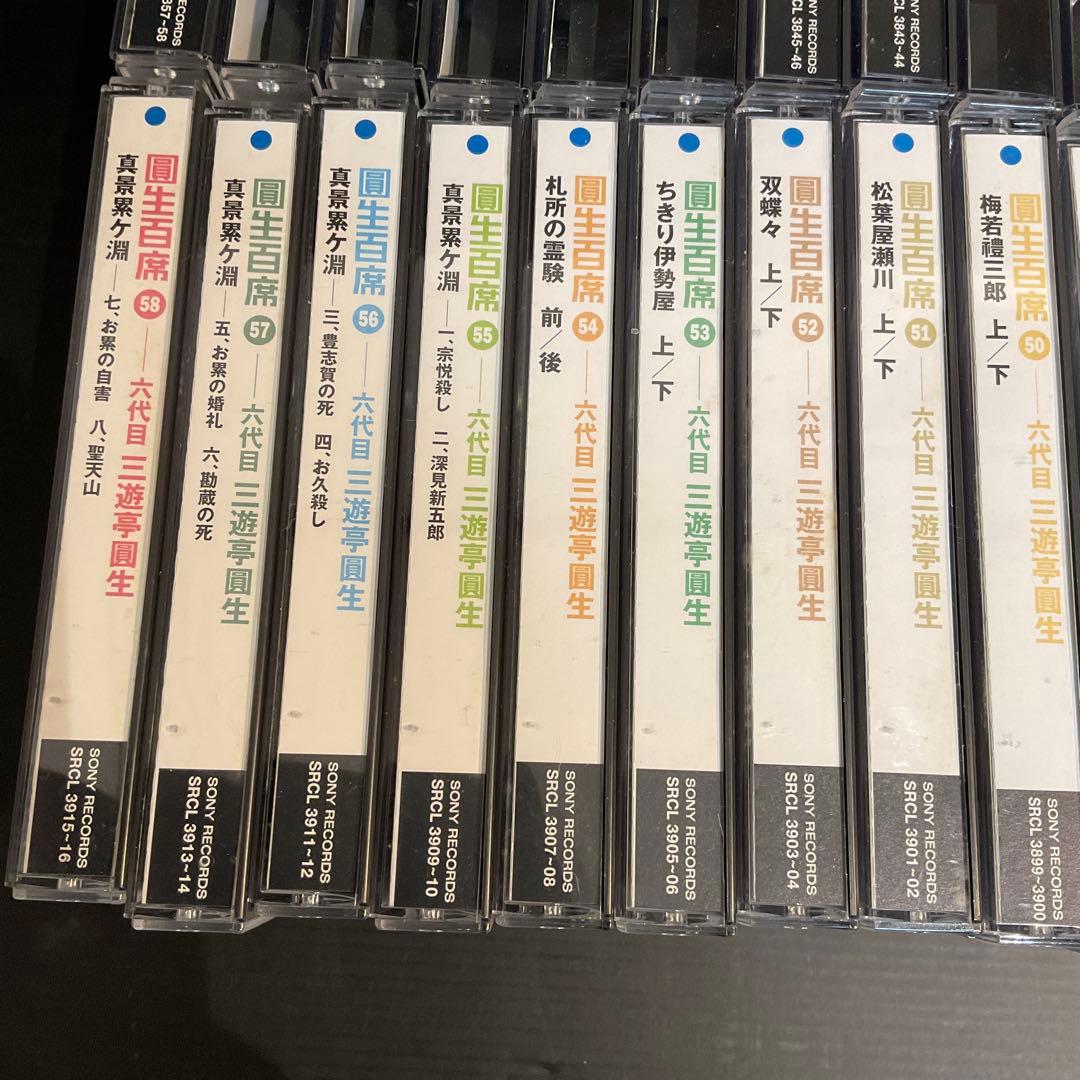 857~58
SONY RECORDS
3845~46
SONY RECORDS
CL 3843~44
SONY RECORDS
圓生百席 58 ― 六代目 三遊亭圓生
真景累ケ淵 ― 七、お累の自害 八、聖天山
SONY RECORDS
SRCL 3915~16
圓生百席 57 ― 六代目 三遊亭圓生
真景累ケ淵 ― 五、お累の婚礼 六、勘蔵の死
SONY RECORDS
SRCL 3913~14
圓生百席 56 ― 六代目 三遊亭圓生
真景累ケ淵 ― 三、豊志賀の死 四、お久殺し
SONY RECORDS
SRCL 3911~12
圓生百席 55 ― 六代目 三遊亭圓生
真景累ケ淵 ― 一、宗悦殺し 二、深見新五郎
SONY RECORDS
SRCL 3909~10
圓生百席 54 ― 六代目 三遊亭圓生
札所の霊験 前/後
SONY RECORDS
SRCL 3907~08
圓生百席 53 ― 六代目 三遊亭圓生
ちきり伊勢屋 上/下
SONY RECORDS
SRCL 3905~06
圓生百席 52 ― 六代目 三遊亭圓生
双蝶々 上/下
SONY RECORDS
SRCL 3903~04
圓生百席 51 ― 六代目 三遊亭圓生
松葉屋瀬川 上/下
SONY RECORDS
SRCL 3901~02
圓生百席 50 ― 六代目 三遊亭圓生
梅若禮三郎 上/下
SONY RECORDS
SRCL 3899~3900